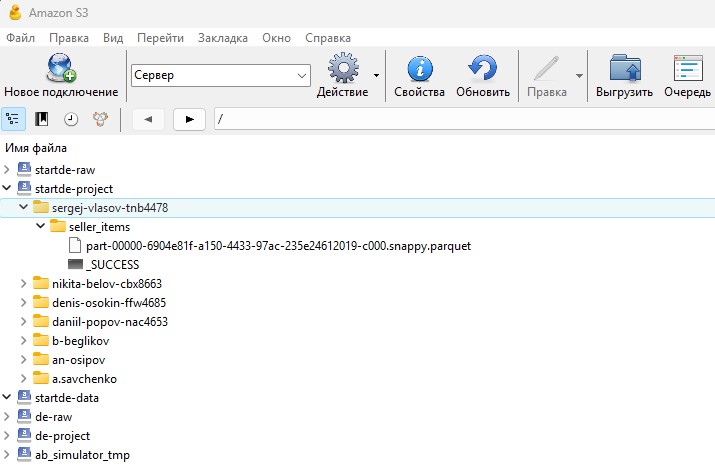 Amazon S3
Файл Правка Вид Перейти Закладка Окно Справка
Новое подключение Сервер Действие Свойства Обновить Правка Выгрузить Очередь
/
Имя файла
startde-raw
startde-project
sergej-vlasov-tnb4478
seller_items
part-00000-6904e81f-a150-4433-97ac-235e24612019-c000.snappy.parquet
_SUCCESS
nikita-belov-cbx8663
denis-osokin-ffw4685
daniil-popov-nac4653
b-beglikov
an-osipov
a.savchenko
startde-data
de-raw
de-project
ab_simulator_tmp